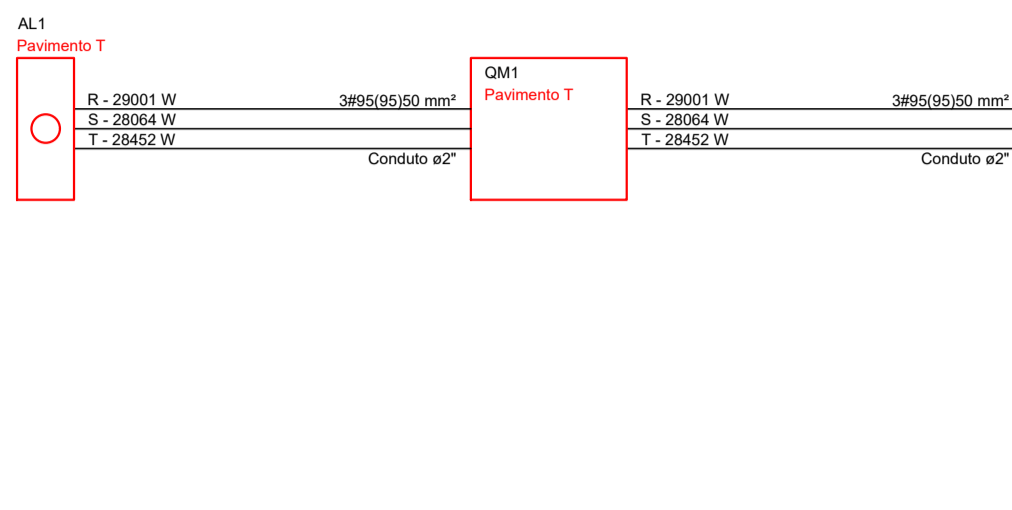 AL1
Pavimento T
R - 29001 W
3#95(95)50 mm²
S - 28064 W
T - 28452 W
Conduto ø2"
QM1
Pavimento T
R - 29001 W
3#95(95)50 mm²
S - 28064 W
T - 28452 W
Conduto ø2"